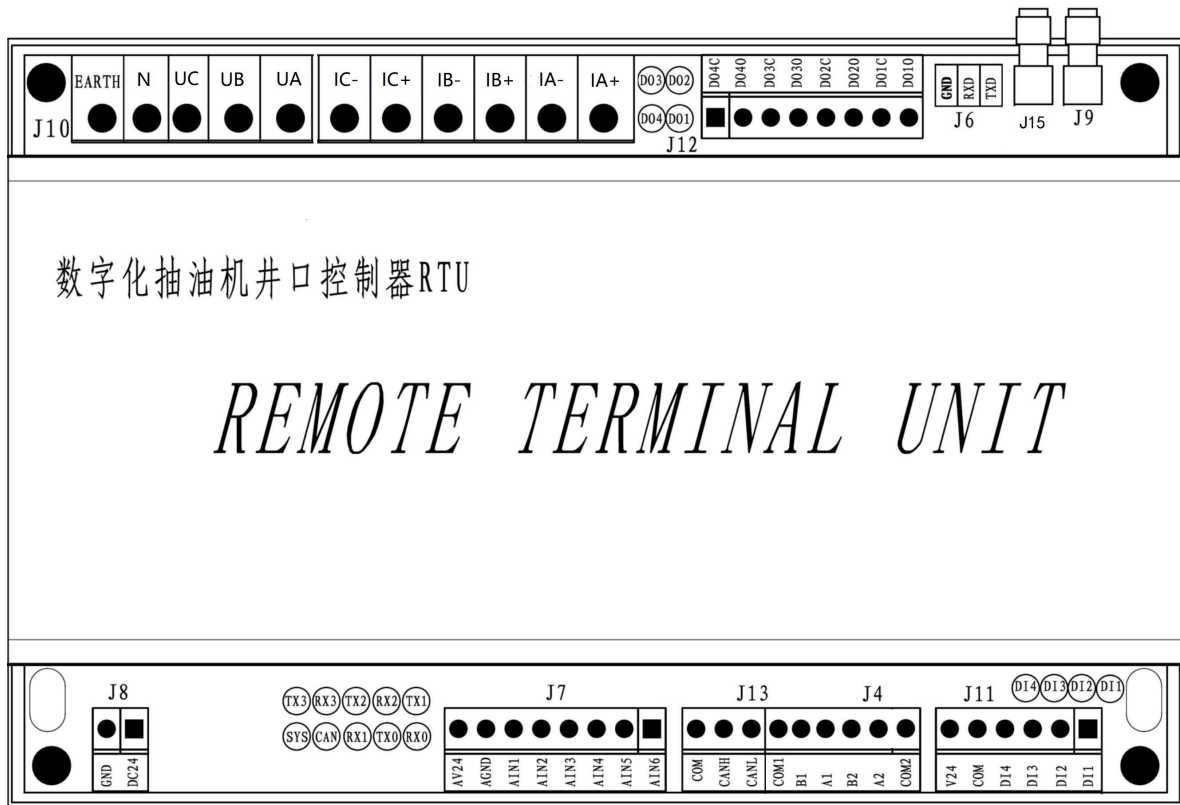 EARTH N UC UB UA IC- IC+ IB- IB+ IA- IA+
J10
DO3 DO2
DO4 DO1
J12
DO4C DO4O DO3C DO3O DO2C DO2O DO1C DO1O
GND RXD TXD
J6 J15 J9
数字化抽油机井口控制器RTU
REMOTE TERMINAL UNIT
J8
GND DC24
TX3 RX3 TX2 RX2 TX1
SYS CAN RX1 TX0 RX0
J7
AV24 AGND AIN1 AIN2 AIN3 AIN4 AIN5 AIN6
J13 J4
COM CANH CANL COM1 B1 A1 B2 A2 COM2
J11 DI4 DI3 DI2 DI1
V24 COM DI4 DI3 DI2 DI1